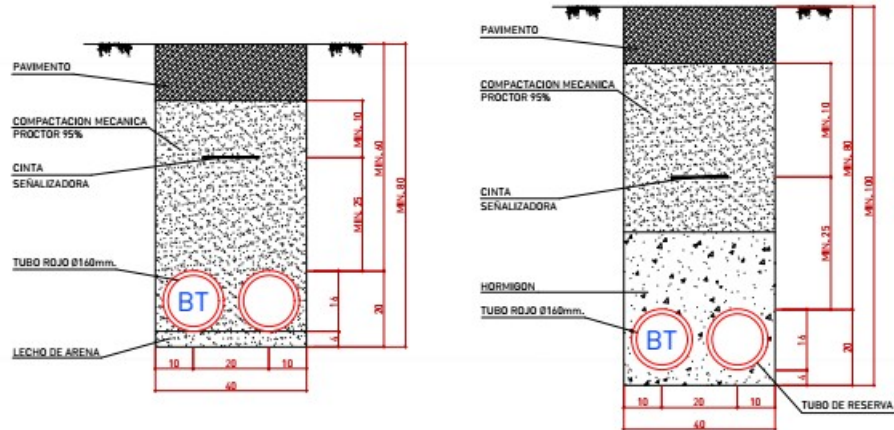 PAVIMENTO
COMPACTACION MECANICA
PROCTOR 95%
CINTA
SEÑALIZADORA
TUBO ROJO Ø160mm.
BT
LECHO DE ARENA
MIN. 10
MIN. 25
MIN. 60
MIN. 80
16
4
20
10
20
10
40
PAVIMENTO
COMPACTACION MECANICA
PROCTOR 95%
CINTA
SEÑALIZADORA
HORMIGON
TUBO ROJO Ø160mm.
BT
MIN. 10
MIN. 25
MIN. 80
MIN. 100
16
4
20
10
20
10
40
TUBO DE RESERVA